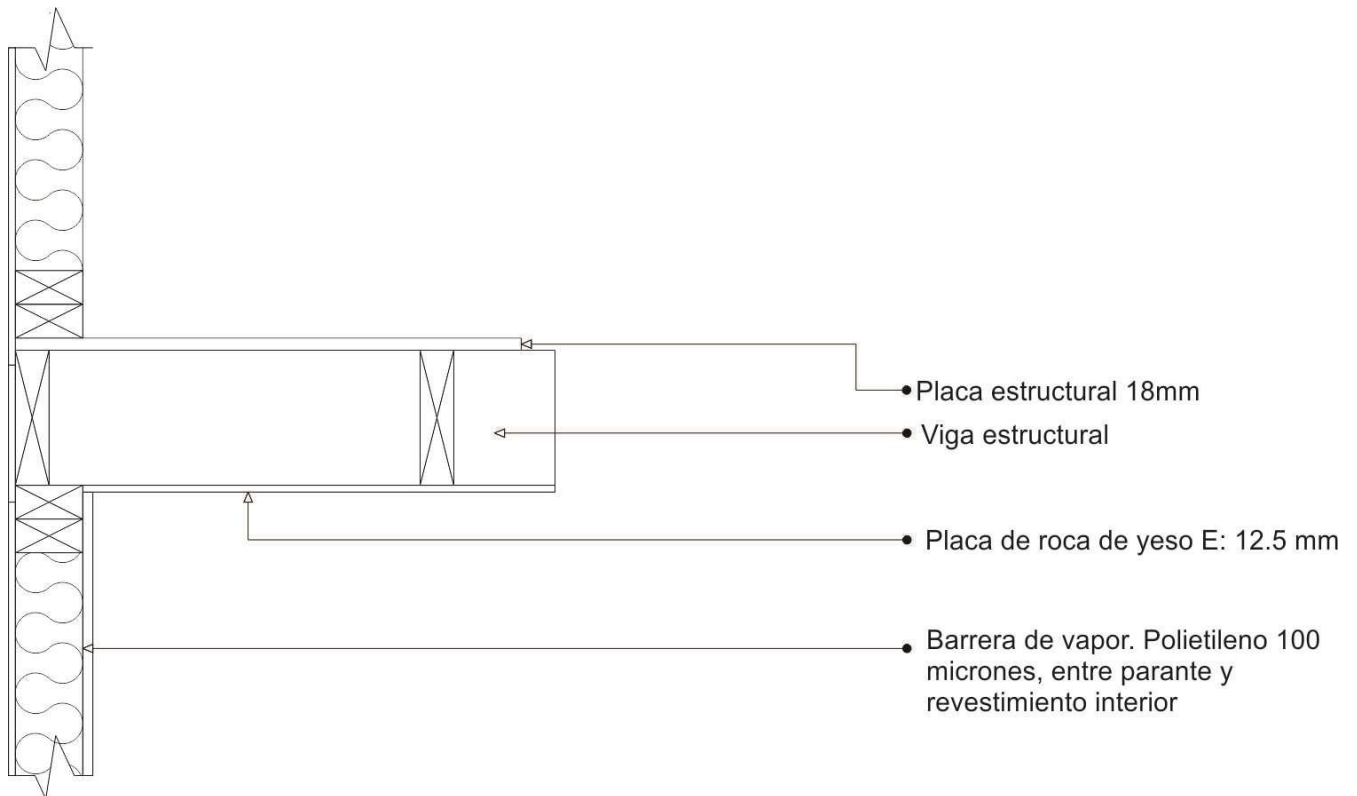 Placa estructural 18mm
Viga estructural
Placa de roca de yeso E: 12.5 mm
Barrera de vapor. Polietileno 100
micrones, entre parante y
revestimiento interior